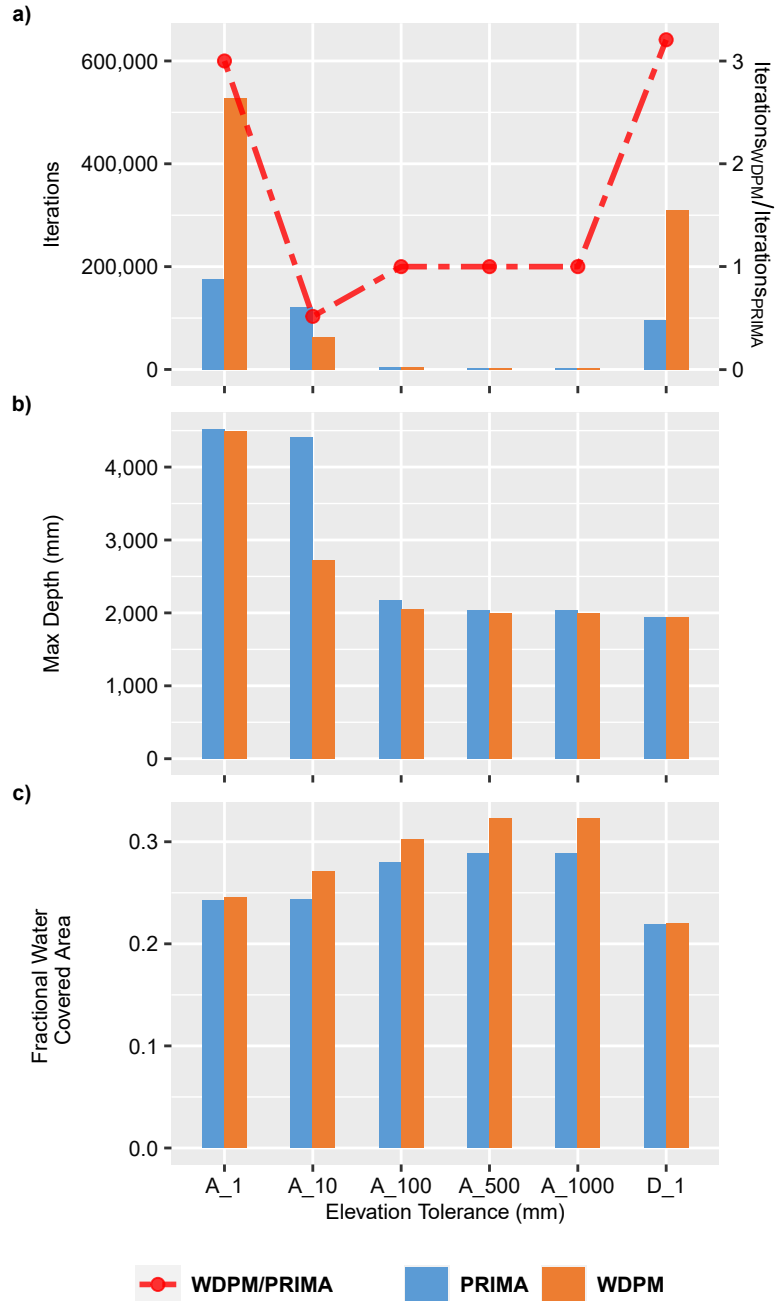 a)
600,000
400,000
200,000
0
Iterations
3
2
1
0
Iterations_WDPM/Iterations_PRIMA
b)
4,000
3,000
2,000
1,000
0
Max Depth (mm)
c)
0.3
0.2
0.1
0.0
Fractional Water
Covered Area
A_1 A_10 A_100 A_500 A_1000 D_1
Elevation Tolerance (mm)
WDPM/PRIMA PRIMA WDPM